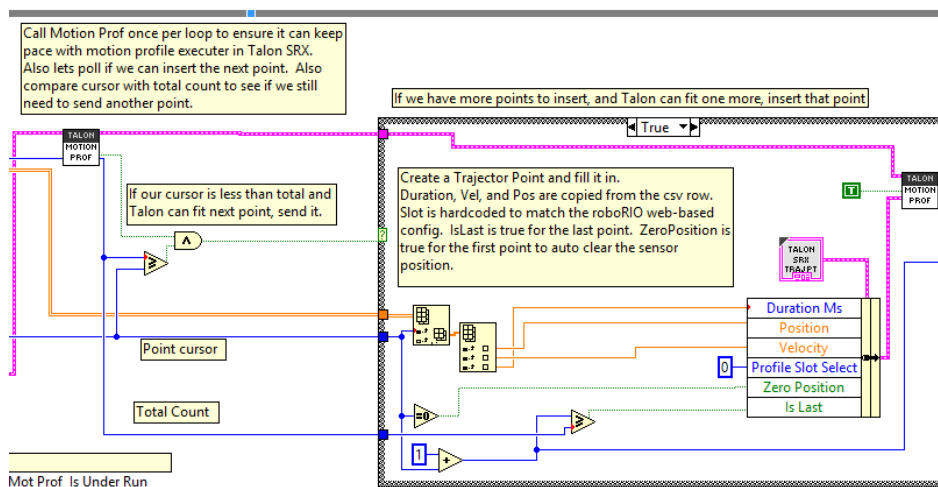 Call Motion Prof once per loop to ensure it can keep
pace with motion profile executer in Talon SRX.
Also lets poll if we can insert the next point.  Also
compare cursor with total count to see if we still
need to send another point.
If we have more points to insert, and Talon can fit one more, insert that point
True
TALON
MOTION
PROF
If our cursor is less than total and
Talon can fit next point, send it.
Create a Trajector Point and fill it in.
Duration, Vel, and Pos are copied from the csv row.
Slot is hardcoded to match the roboRIO web-based
config.  IsLast is true for the last point.  ZeroPosition is
true for the first point to auto clear the sensor
position.
T
TALON
MOTION
PROF
TALON
SRX
TRAJPT
?
Duration Ms
Position
Velocity
0
Profile Slot Select
Zero Position
Is Last
Point cursor
Total Count
=0
≥
1
+
Mot Prof  Is Under Run